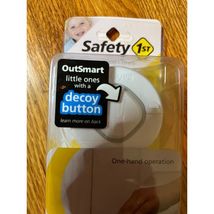 Safety 1ST
OutSmart
little ones
with a
decoy
button
learn more on back
One-hand operation